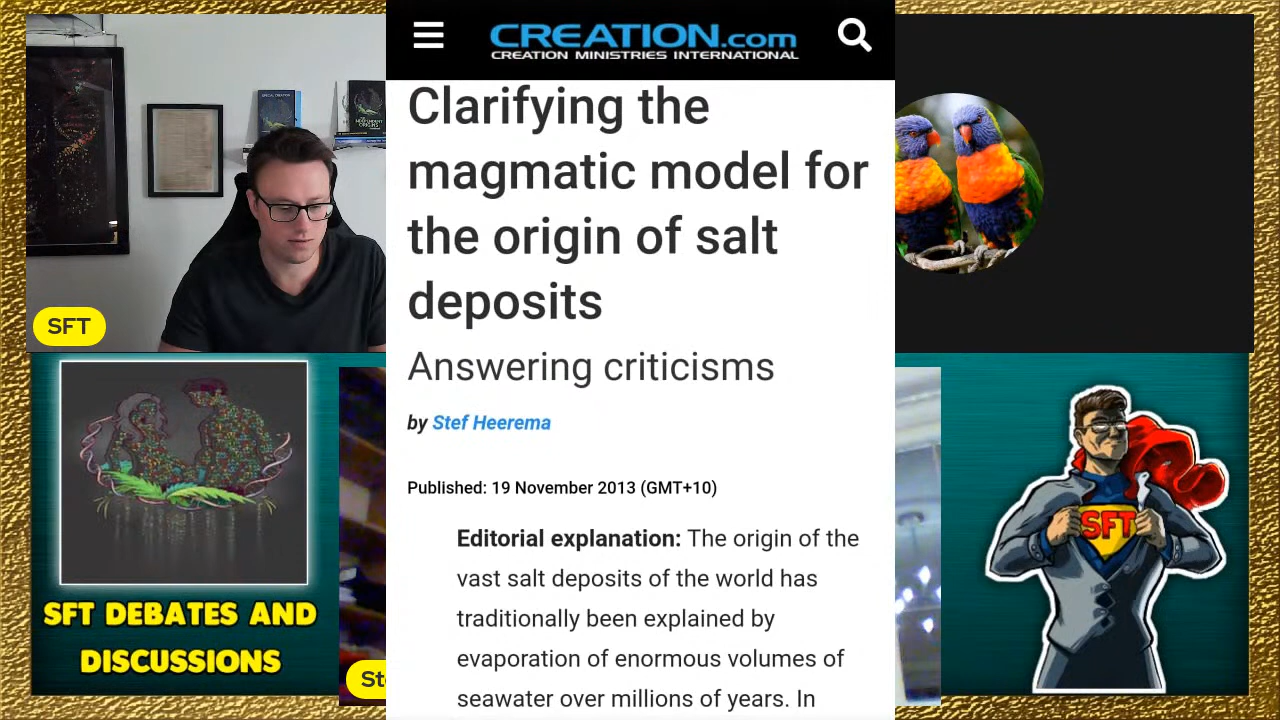 CREATION.com
CREATION MINISTRIES INTERNATIONAL
Clarifying the
magmatic model for
the origin of salt
deposits
Answering criticisms
by Stef Heerema
Published: 19 November 2013 (GMT+10)
Editorial explanation: The origin of the
vast salt deposits of the world has
traditionally been explained by
evaporation of enormous volumes of
seawater over millions of years. In
SFT
SFT DEBATES AND
DISCUSSIONS
SFT